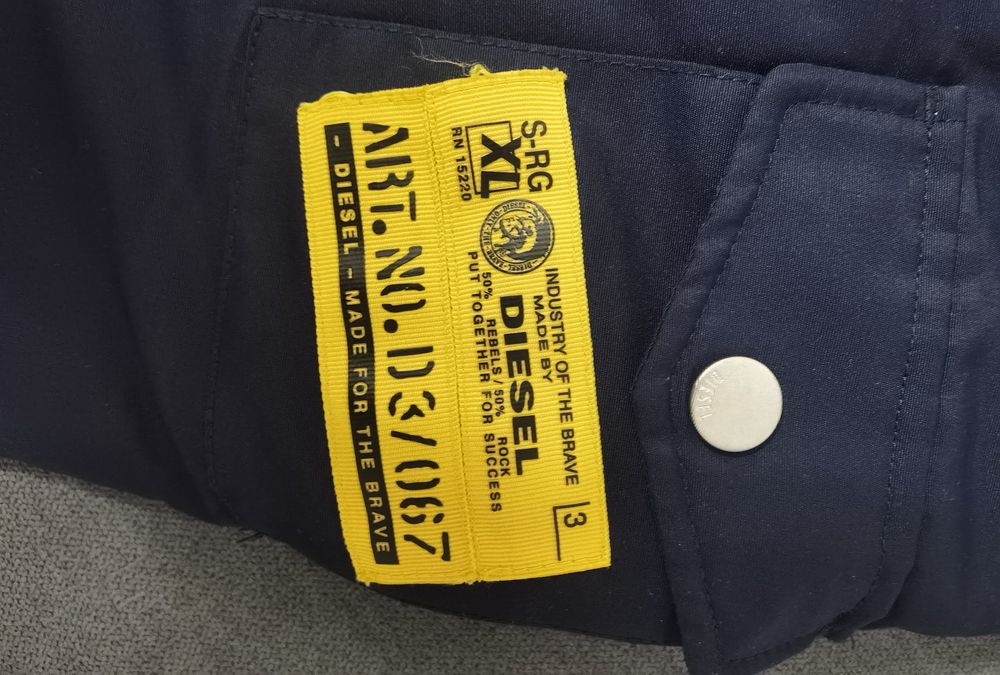 S-RG
XL
RN 15220
INDUSTRY OF THE BRAVE
MADE BY
DIESEL
50% REBELS / 50% ROCK
PUT TOGETHER FOR SUCCESS
3
ART.NO.D3/067
- DIESEL - MADE FOR THE BRAVE
DIESEL